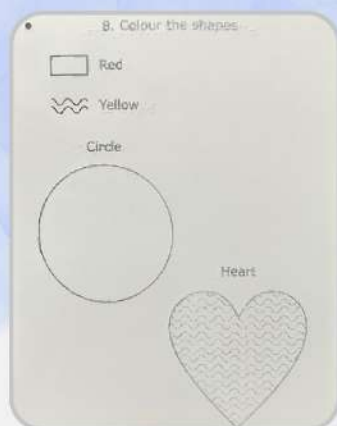 8. Colour the shapes
Red
Yellow
Circle
Heart